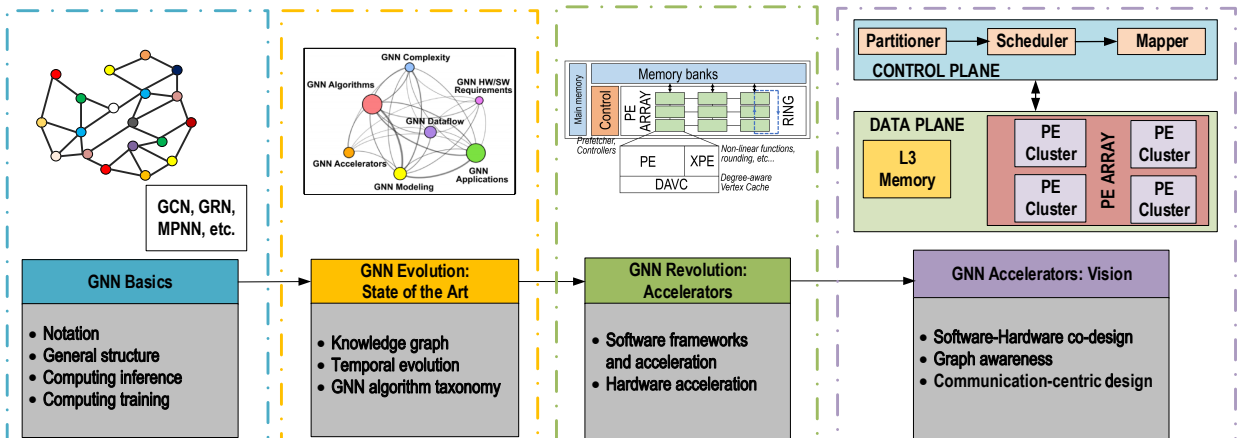 GCN, GRN,
MPNN, etc.
GNN Basics
• Notation
• General structure
• Computing inference
• Computing training
GNN Complexity
GNN Algorithms
GNN HW/SW
Requirements
GNN Dataflow
GNN Accelerators
GNN Modeling
GNN
Applications
GNN Evolution:
State of the Art
• Knowledge graph
• Temporal evolution
• GNN algorithm taxonomy
Main memory
Memory banks
Control
PE
ARRAY
RING
Prefetcher,
Controllers
PE
XPE
DAVC
Non-linear functions,
rounding, etc...
Degree-aware
Vertex Cache
GNN Revolution:
Accelerators
• Software frameworks
and acceleration
• Hardware acceleration
Partitioner
Scheduler
Mapper
CONTROL PLANE
DATA PLANE
L3
Memory
PE
Cluster
PE
Cluster
PE ARRAY
PE
Cluster
PE
Cluster
GNN Accelerators: Vision
• Software-Hardware co-design
• Graph awareness
• Communication-centric design